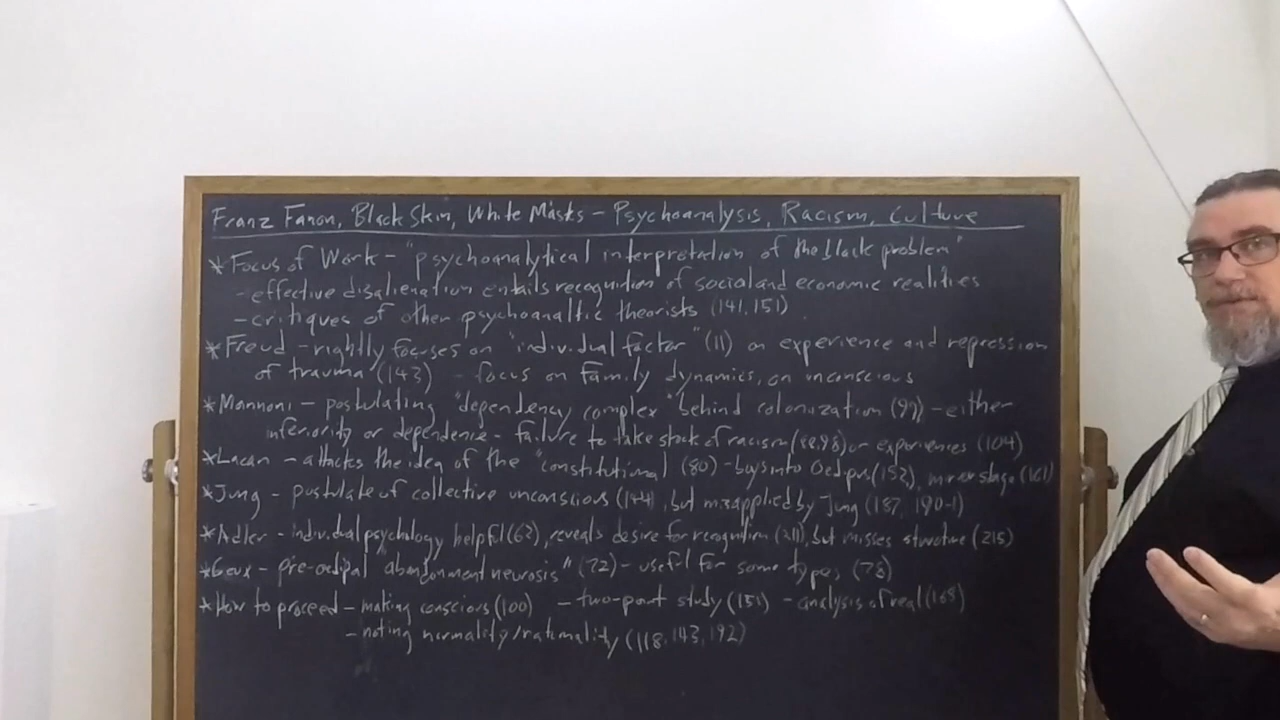 Franz Fanon, Black Skin, White Masks - Psychoanalysis, Racism, Culture
* Focus of Work - "psychoanalytical interpretation of the black problem"
- effective disalienation entails recognition of social and economic realities
- critiques of other psychoanaltic theorists (141, 151)
* Freud - rightly focuses on "individual factor" (11) on experience and repression
of trauma (143) - focus on family dynamics, on unconscious
* Mannoni - postulating "dependency complex" behind colonization (99) - either
inferiority or dependence - failure to take stock of racism ( or experiences (104)
* Lacan - attacks the idea of the "constitutional (80) - buys into Oedipus (152), mirror stage (161)
* Jung - postulate of collective unconscious (144), but misapplied by Jung (187, 190-1)
* Adler - individual psychology helpful (62), reveals desire for recognition (211), but misses structure (215)
* - pre-oedipal abandonment neurosis" (72) - useful for some types (78)
* How to proceed - making conscious (100) - two-point study (151) - analysis of real (168)
- noting normality/rationality (118, 143, 192)